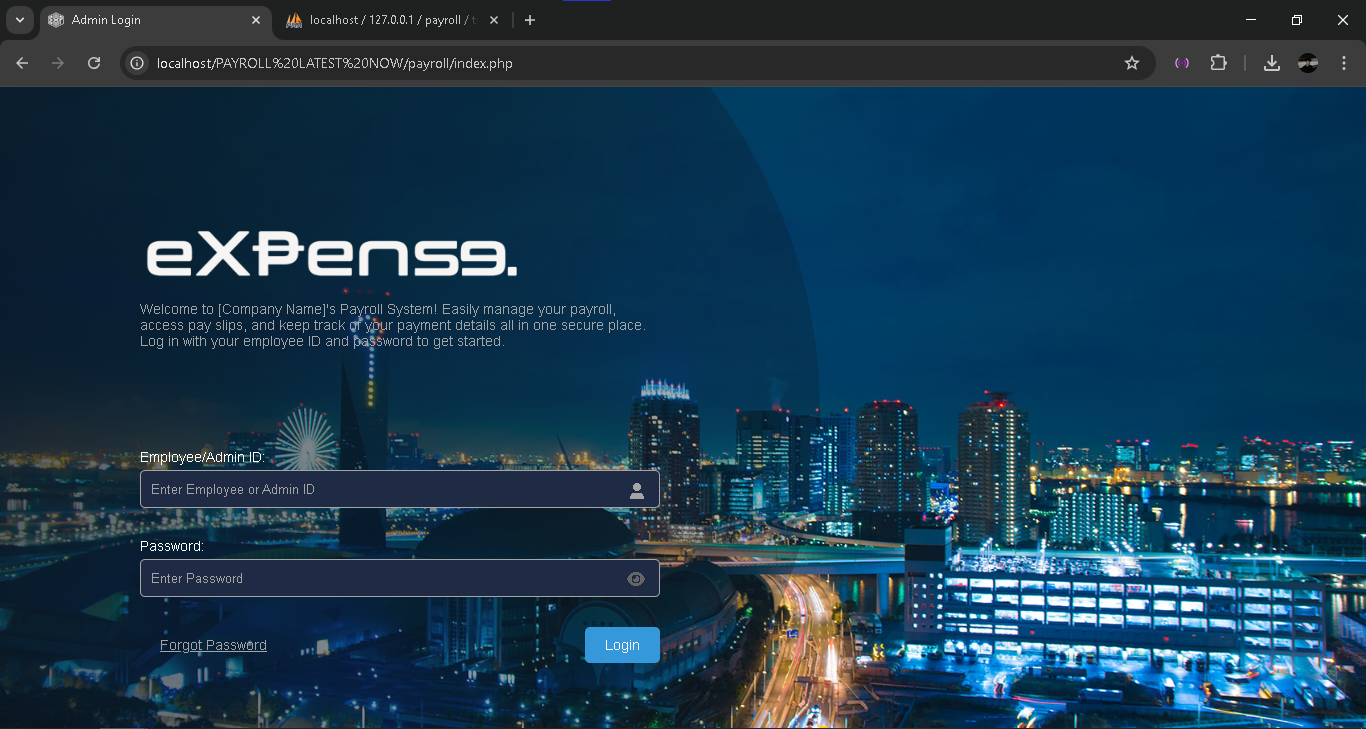 Admin Login
localhost / 127.0.0.1 / payroll / t
localhost/PAYROLL%20LATEST%20NOW/payroll/index.php
eXPense.
Welcome to [Company Name]'s Payroll System! Easily manage your payroll,
access pay slips, and keep track of your payment details all in one secure place.
Log in with your employee ID and password to get started.
Employee/Admin ID:
Enter Employee or Admin ID
Password:
Enter Password
Forgot Password
Login